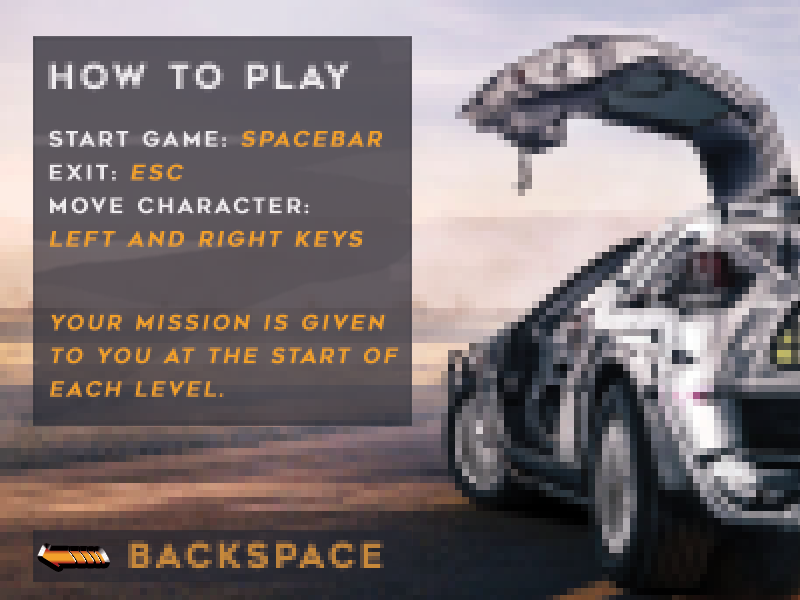 HOW TO PLAY
START GAME: SPACEBAR
EXIT: ESC
MOVE CHARACTER:
LEFT AND RIGHT KEYS
YOUR MISSION IS GIVEN
TO YOU AT THE START OF
EACH LEVEL.
BACKSPACE